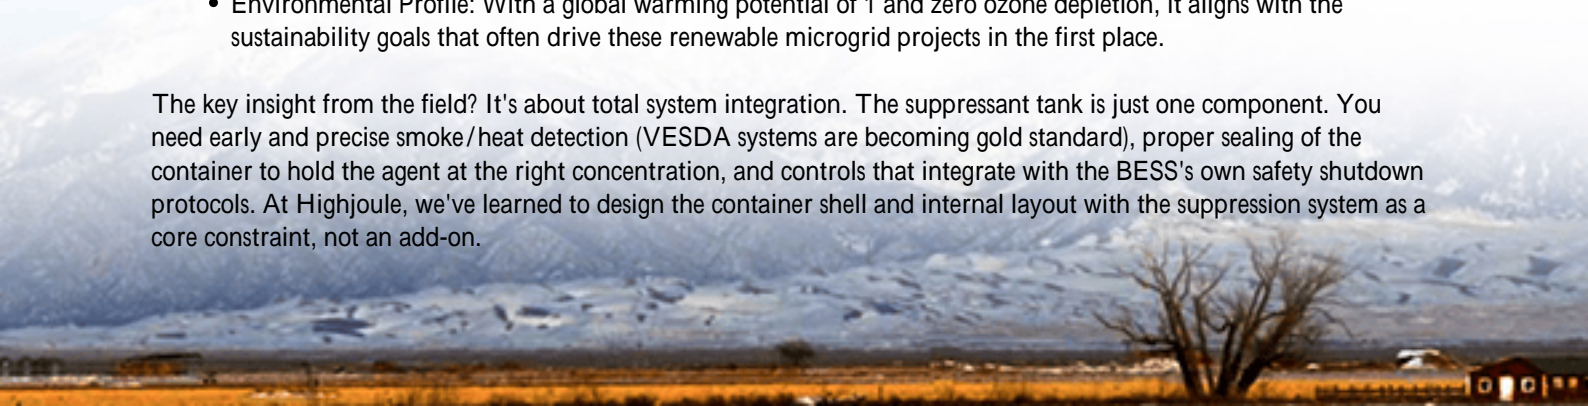 • Environmental Profile: With a global warming potential of 1 and zero ozone depletion, it aligns with the
sustainability goals that often drive these renewable microgrid projects in the first place.
The key insight from the field? It's about total system integration. The suppressant tank is just one component. You
need early and precise smoke/heat detection (VESDA systems are becoming gold standard), proper sealing of the
container to hold the agent at the right concentration, and controls that integrate with the BESS's own safety shutdown
protocols. At Highjoule, we've learned to design the container shell and internal layout with the suppression system as a
core constraint, not an add-on.